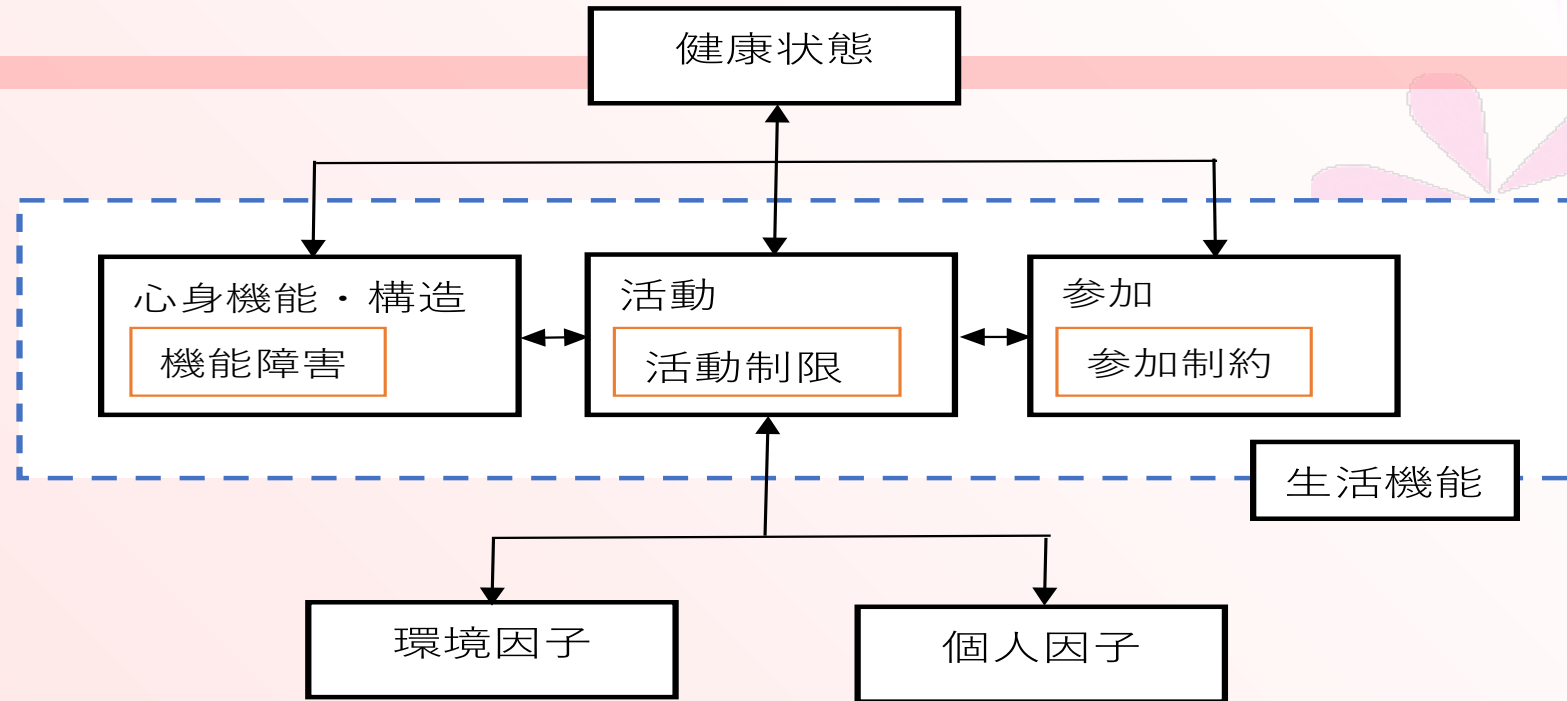 健康状態
心身機能・構造
機能障害
活動
活動制限
参加
参加制約
生活機能
環境因子
個人因子